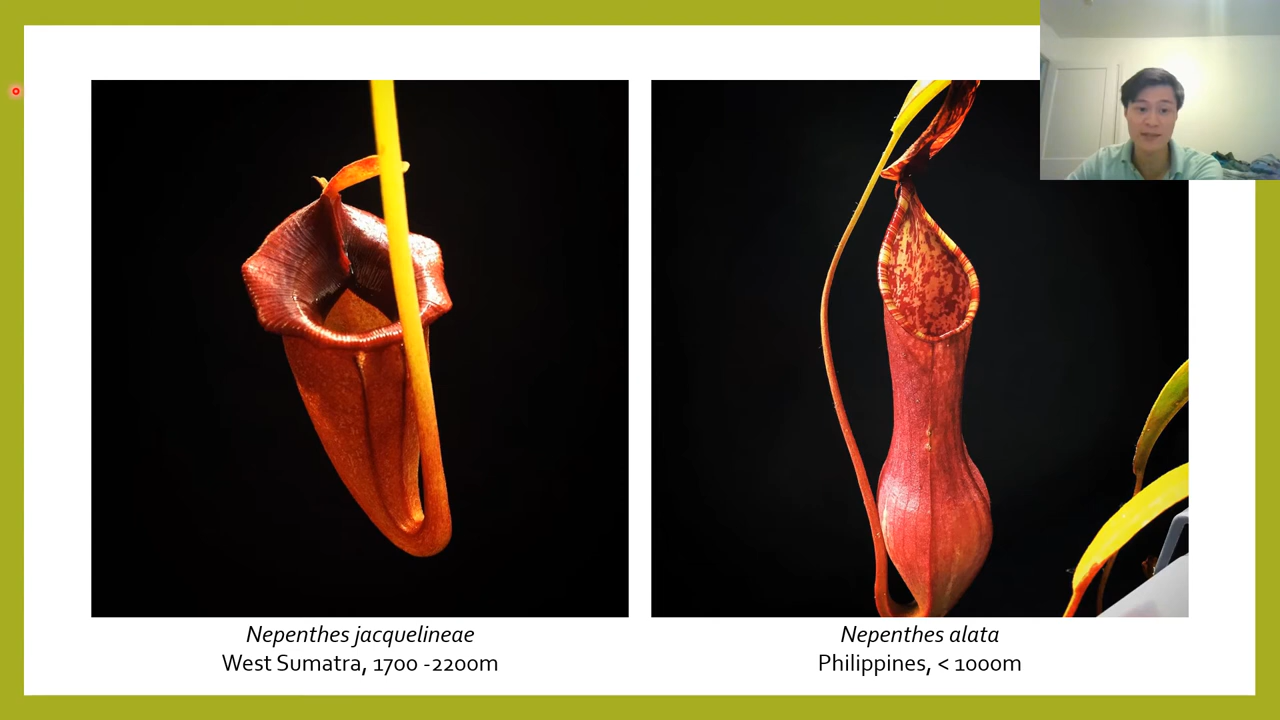 Nepenthes jacquelineae
West Sumatra, 1700 -2200m
Nepenthes alata
Philippines, < 1000m